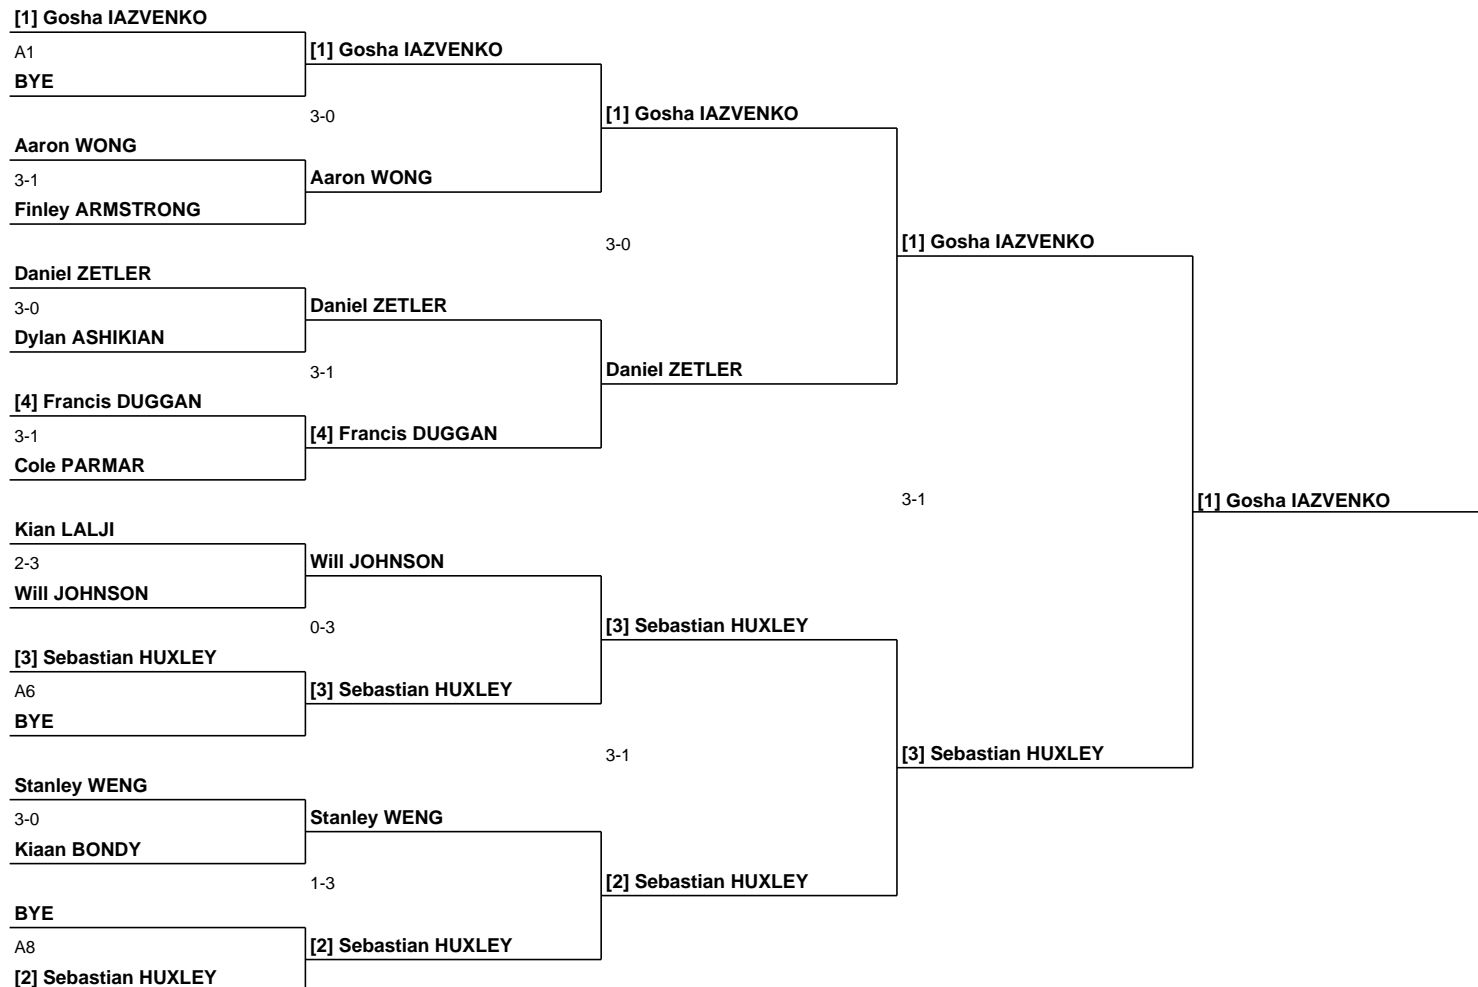 [1] Gosha IAZVENKO
A1
BYE
Aaron WONG
3-1
Finley ARMSTRONG
Daniel ZETLER
3-0
Dylan ASHIKIAN
[4] Francis DUGGAN
3-1
Cole PARMAR
Kian LALJI
2-3
Will JOHNSON
[3] Sebastian HUXLEY
A6
BYE
Stanley WENG
3-0
Kiaan BONDY
BYE
A8
[2] Sebastian HUXLEY
[1] Gosha IAZVENKO
3-0
Aaron WONG
Daniel ZETLER
3-1
[4] Francis DUGGAN
Will JOHNSON
0-3
[3] Sebastian HUXLEY
Stanley WENG
1-3
[2] Sebastian HUXLEY
[1] Gosha IAZVENKO
3-0
Daniel ZETLER
[3] Sebastian HUXLEY
3-1
[2] Sebastian HUXLEY
[1] Gosha IAZVENKO
3-1
[3] Sebastian HUXLEY
[1] Gosha IAZVENKO